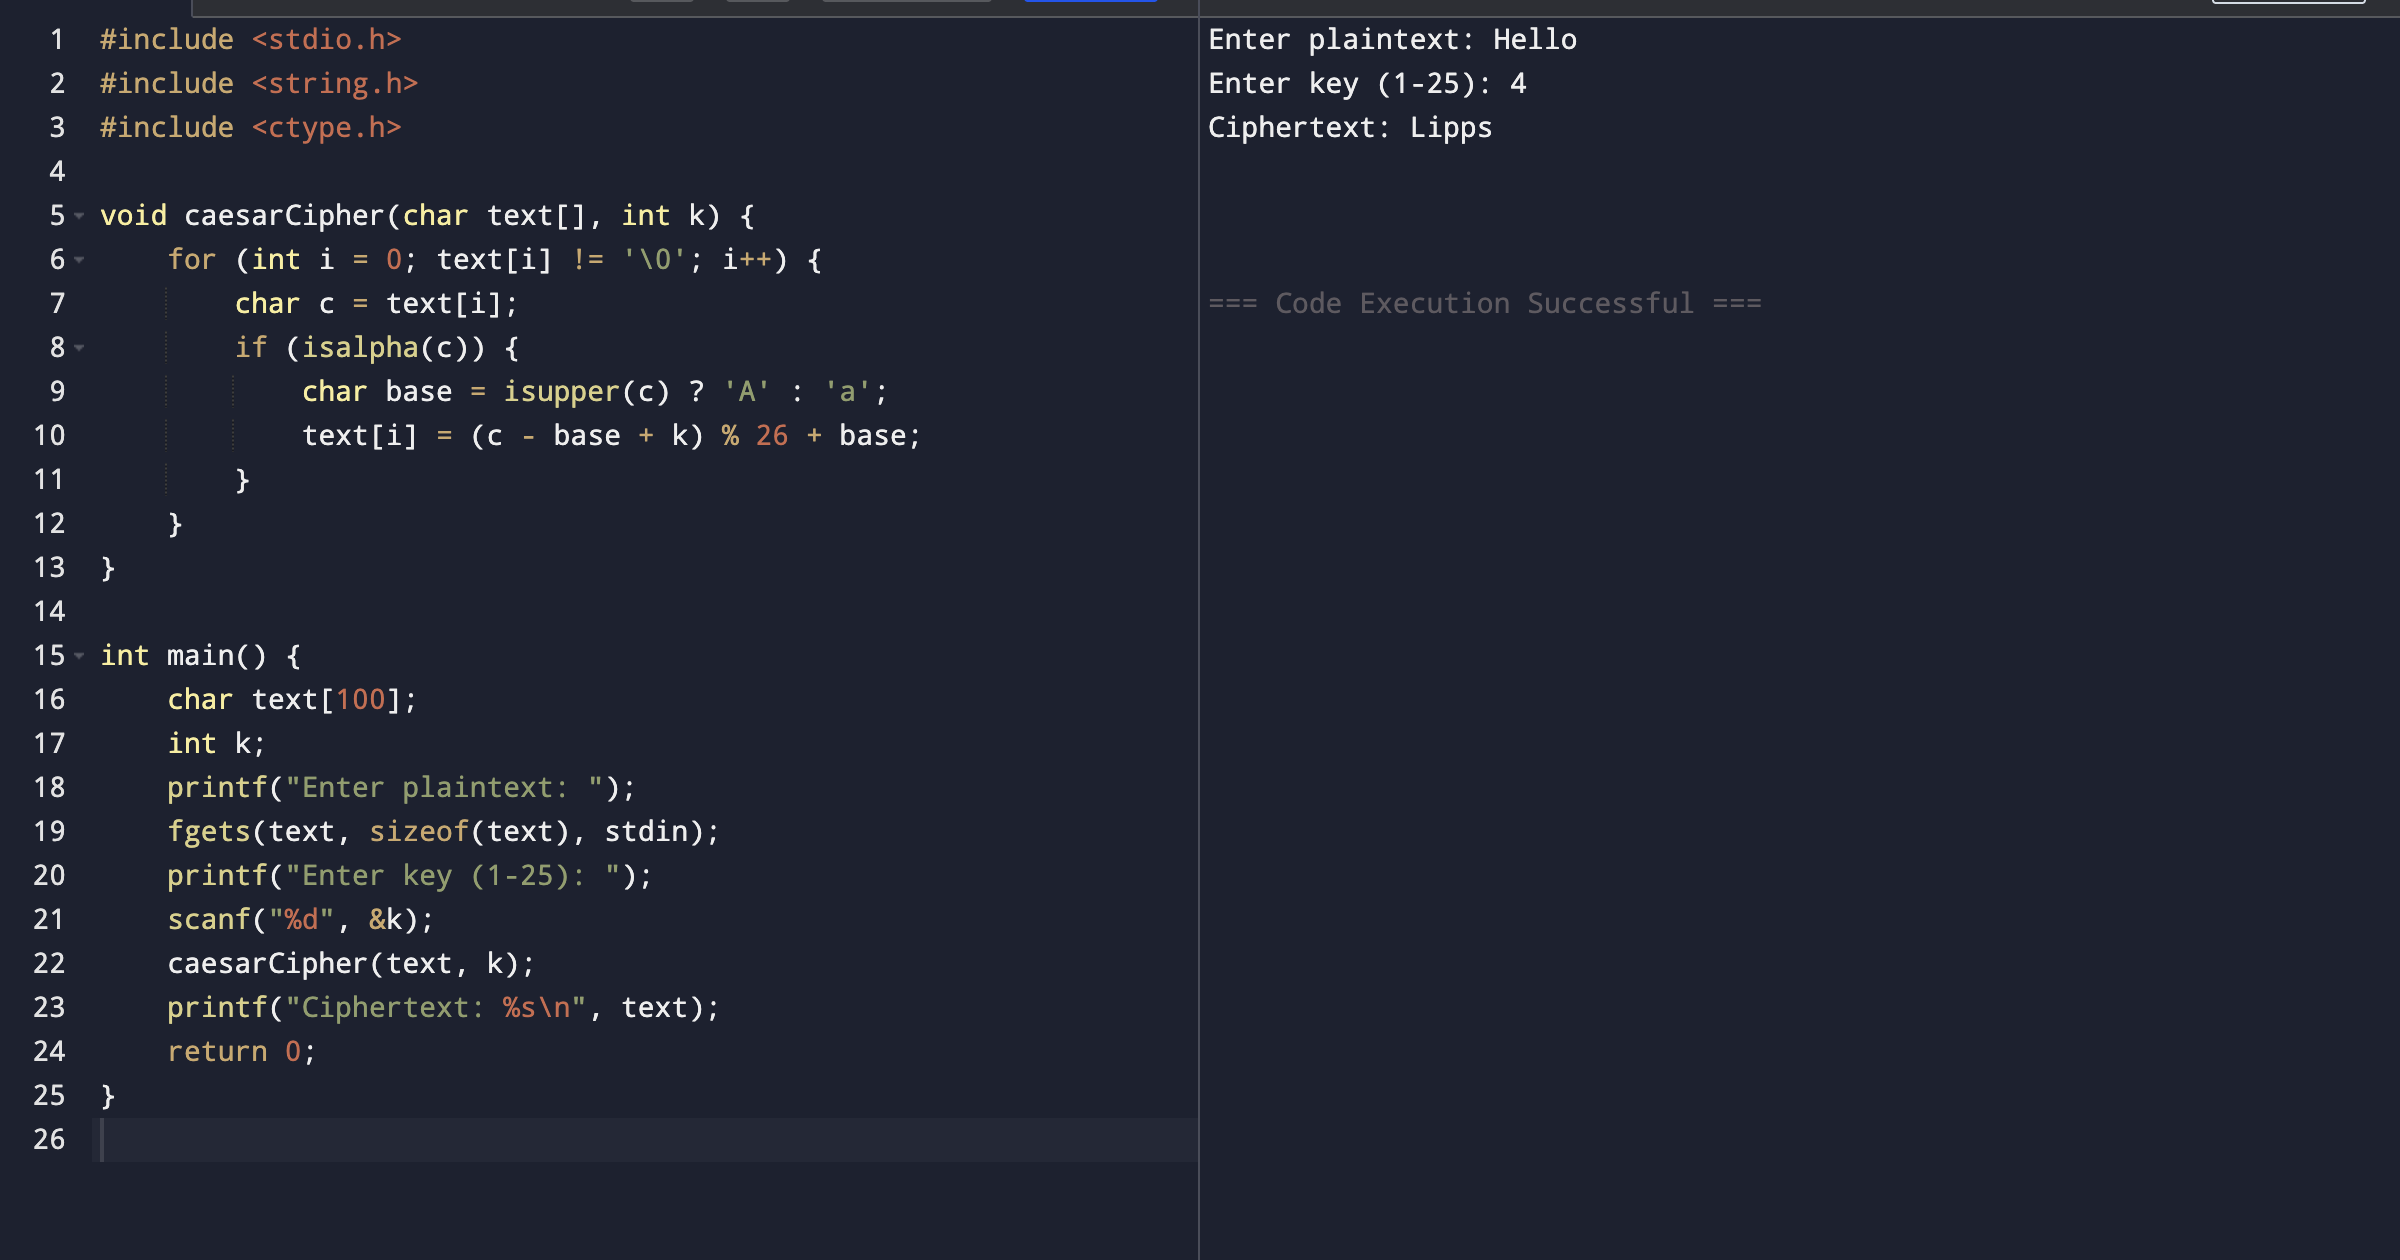 1 #include <stdio.h>
2 #include <string.h>
3 #include <ctype.h>
4
5 void caesarCipher(char text[], int k) {
6     for (int i = 0; text[i] != '\0'; i++) {
7         char c = text[i];
8         if (isalpha(c)) {
9             char base = isupper(c) ? 'A' : 'a';
10             text[i] = (c - base + k) % 26 + base;
11         }
12     }
13 }
14
15 int main() {
16     char text[100];
17     int k;
18     printf("Enter plaintext: ");
19     fgets(text, sizeof(text), stdin);
20     printf("Enter key (1-25): ");
21     scanf("%d", &k);
22     caesarCipher(text, k);
23     printf("Ciphertext: %s\n", text);
24     return 0;
25 }
26
Enter plaintext: Hello
Enter key (1-25): 4
Ciphertext: Lipps
=== Code Execution Successful ===